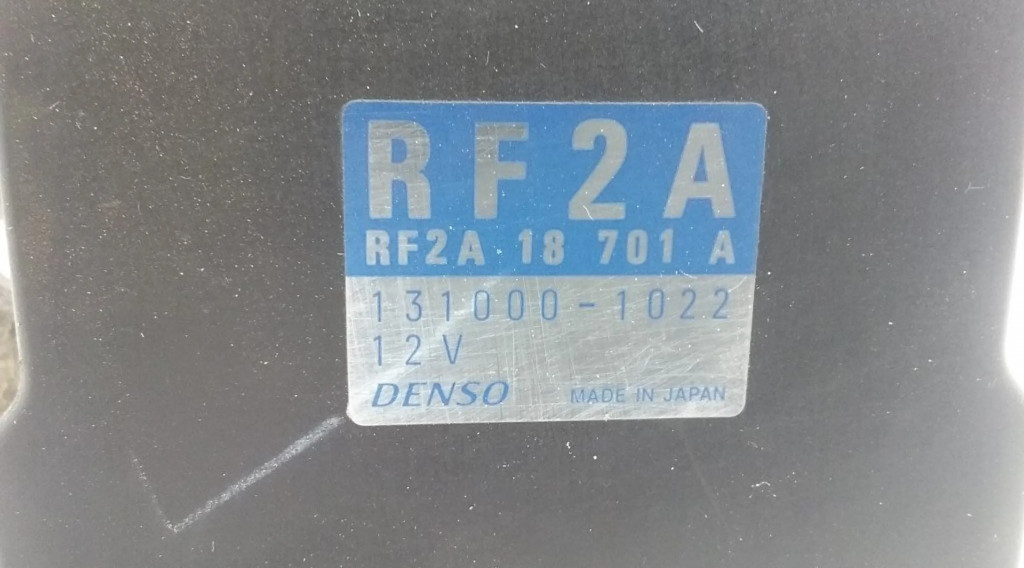 RF2A
RF2A 18 701 A
131000-1022
12V
DENSO MADE IN JAPAN